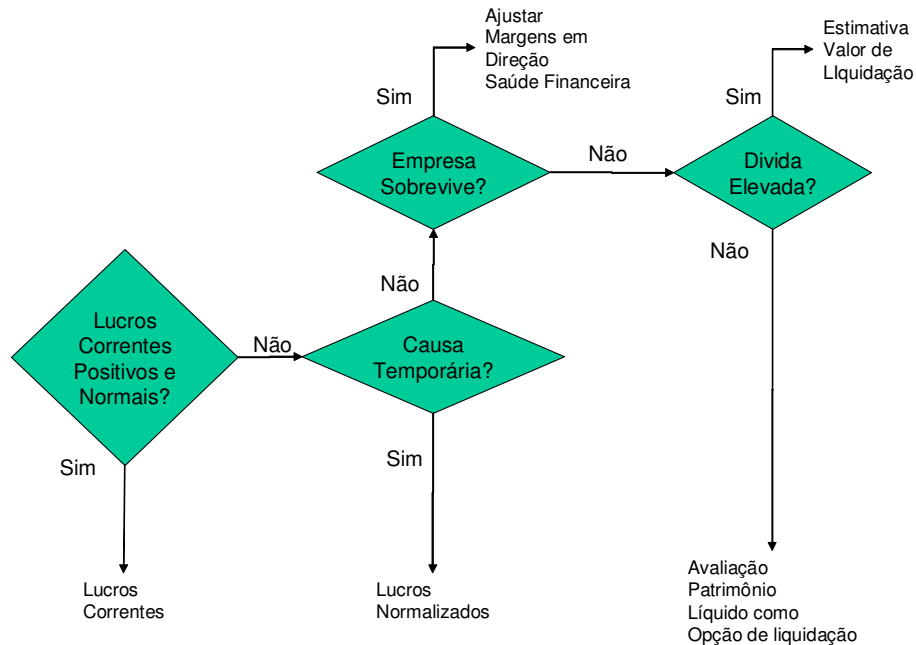 Ajustar
Margens em
Direção
Saúde Financeira
Estimativa
Valor de
LIquidação
Sim
Sim
Empresa
Sobrevive?
Não
Divida
Elevada?
Não
Não
Lucros
Correntes
Positivos e
Normais?
Não
Causa
Temporária?
Sim
Sim
Lucros
Correntes
Lucros
Normalizados
Avaliação
Patrimônio
Líquido como
Opção de liquidação